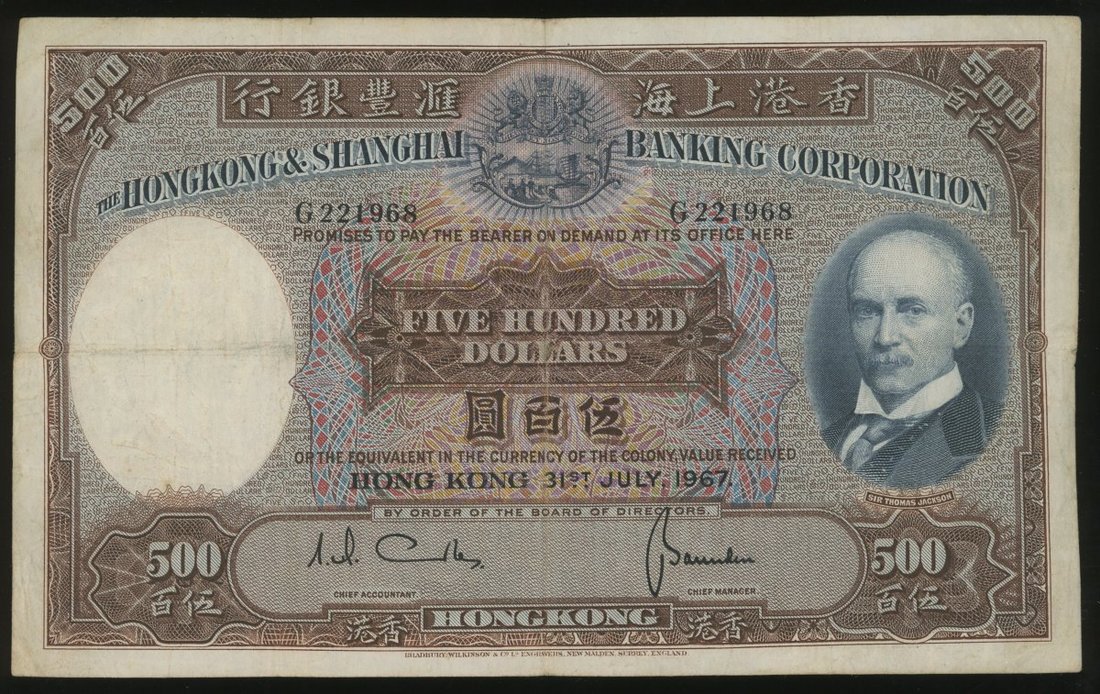 500
百伍
行銀豐滙
海上港香
500
百伍
THE HONGKONG & SHANGHAI BANKING CORPORATION
G 221968
G 221968
PROMISES TO PAY THE BEARER ON DEMAND AT ITS OFFICE HERE
FIVE HUNDRED
DOLLARS
圓百伍
OR THE EQUIVALENT IN THE CURRENCY OF THE COLONY, VALUE RECEIVED
HONG KONG 31ST JULY, 1967.
SIR THOMAS JACKSON
BY ORDER OF THE BOARD OF DIRECTORS.
500
百伍
CHIEF ACCOUNTANT.
CHIEF MANAGER.
500
百伍
港香
HONGKONG
港香
BRADBURY, WILKINSON & Co Ld ENGRAVERS, NEW MALDEN, SURREY, ENGLAND